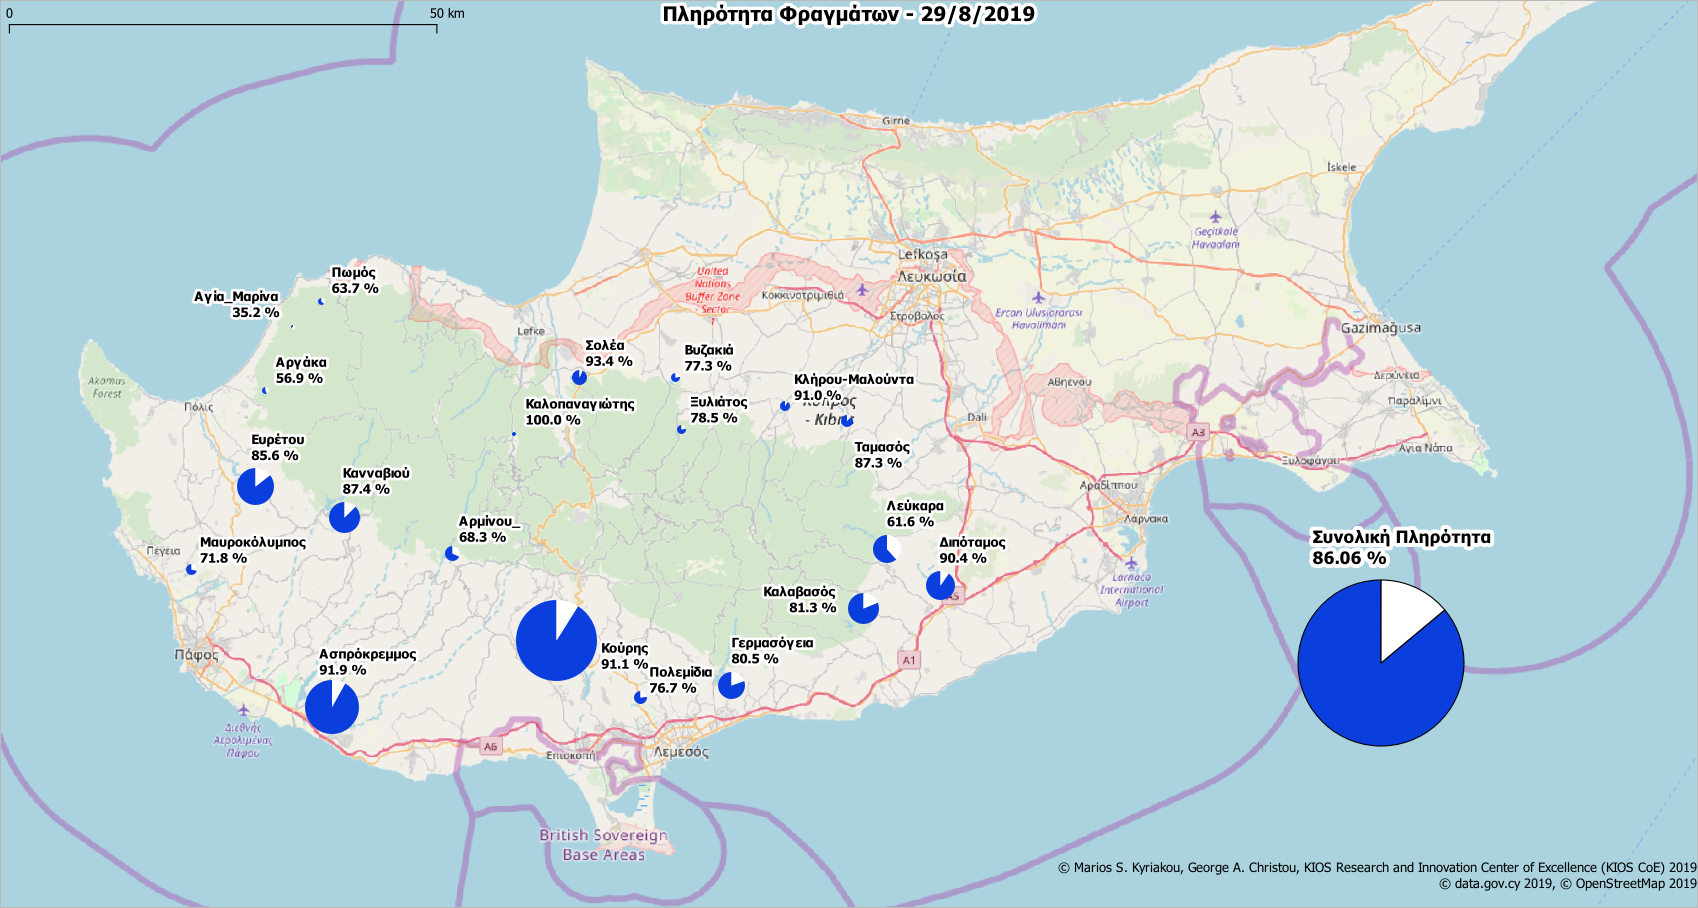 0
50 km
Πληρότητα Φραγμάτων - 29/8/2019
Girne
İskele
Geçitkale
Havaalanı
Lefkoşa
Λευκωσία
United
Nations
Buffer Zone
- Sector
Κοκκινοτριμιθιά
Ercan Uluslararası
Havalimanı
Στρόβολος
Gazimağusa
Πωμός
63.7 %
Αγία_Μαρίνα
35.2 %
Lefke
Σολέα
93.4 %
Βυζακιά
77.3 %
Αργάκα
56.9 %
Akamas
Forest
Πόλις
Κλήρου-Μαλούντα
91.0 %
Κύπρος
- Kıbrıs
Αθηένου
Δερύνεια
Παραλίμνι
Καλοπαναγιώτης
100.0 %
Ξυλιάτος
78.5 %
Dali
A3
Αγια Νάπα
Ξυλοφάγου
Ευρέτου
85.6 %
Ταμασός
87.3 %
Κανναβιού
87.4 %
Αραδίππου
Λάρνακα
Λεύκαρα
61.6 %
Αρμίνου_
68.3 %
Μαυροκόλυμπος
71.8 %
Πέγεια
Διπόταμος
90.4 %
A5
Συνολική Πληρότητα
86.06 %
Larnaca
International
Airport
Καλαβασός
81.3 %
Κούρης
91.1 %
Γερμασόγεια
80.5 %
Πολεμίδια
76.7 %
A1
Πάφος
Ασπρόκρεμμος
91.9 %
Διεθνής
Αερολιμένας
Πάφου
A6
Επισκοπή
Λεμεσός
British Sovereign
Base Areas
© Marios S. Kyriakou, George A. Christou, KIOS Research and Innovation Center of Excellence (KIOS CoE) 2019
© data.gov.cy 2019, © OpenStreetMap 2019